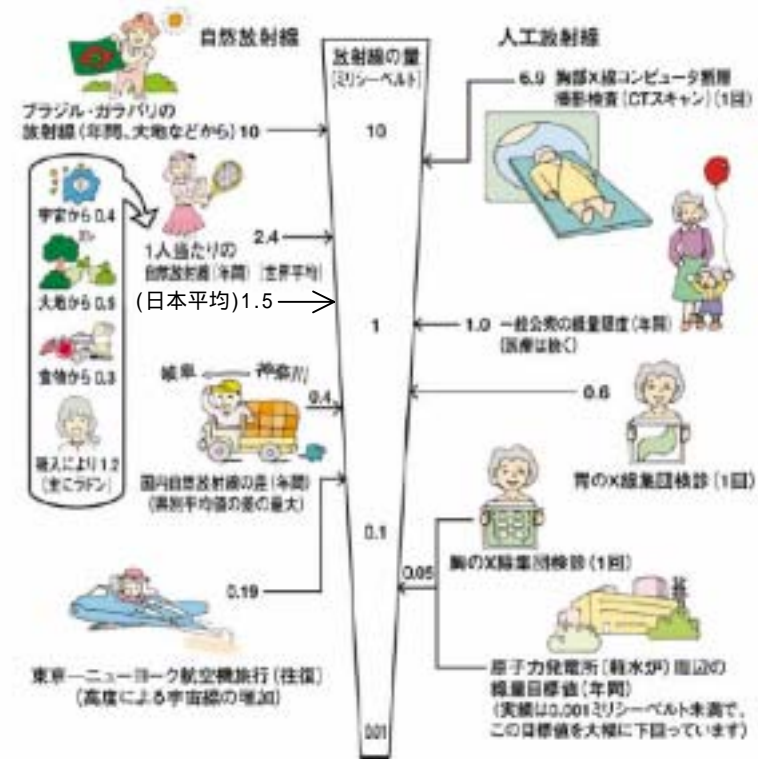 自然放射線
放射線の量
[ミリシーベルト]
人工放射線
ブラジル・ガラパリの
放射線(年間、大地などから) 10
10
6.9 胸部X線コンピュータ断層
撮影検査(CTスキャン)(1回)
宇宙から 0.4
大地から 0.5
食物から 0.3
吸入により 1.2
(主にラドン)
2.4
1人当たりの
自然放射線(年間) [世界平均]
(日本平均)1.5
1
1.0 一般公衆の線量限度(年間)
(医療は除く)
岐阜 神奈川
0.4
国内自然放射線の差(年間)
(県別平均値の差の最大)
0.6
胃のX線集団検診(1回)
0.1
0.19
東京―ニューヨーク航空機旅行(往復)
(高度による宇宙線の増加)
胸のX線集団検診(1回)
0.05
原子力発電所(軽水炉)周辺の
線量目標値(年間)
(実績は0.001ミリシーベルト未満で、
この目標値を大幅に下回っています)
0.01